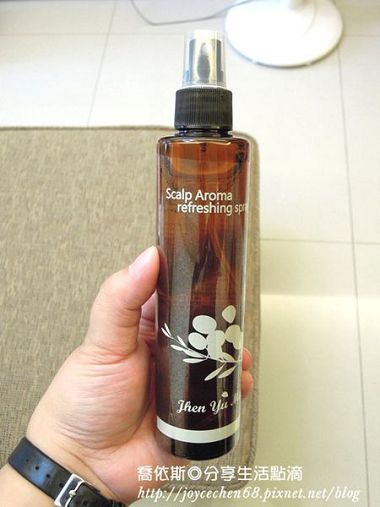 Scalp Aroma
refreshing
Jhen Yu
喬依斯◎分享生活點滴
http://joycechen68.pixnet.net/blog